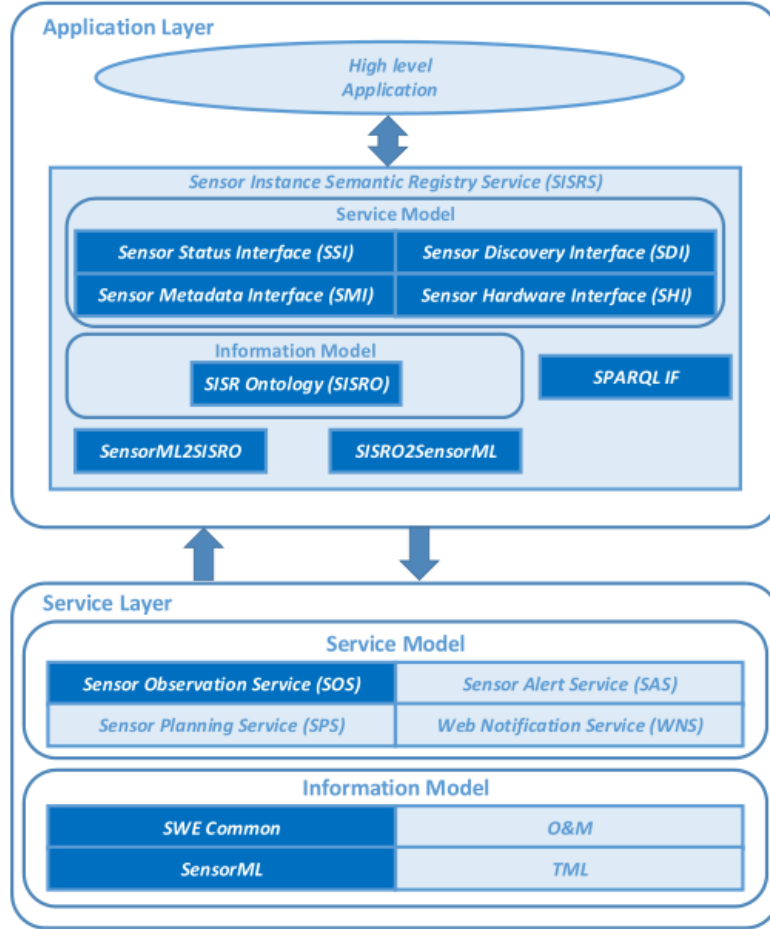 Application Layer
High level
Application
Sensor Instance Semantic Registry Service (SISRS)
Service Model
Sensor Status Interface (SSI)
Sensor Discovery Interface (SDI)
Sensor Metadata Interface (SMI)
Sensor Hardware Interface (SHI)
Information Model
SISR Ontology (SISRO)
SPARQL IF
SensorML2SISRO
SISRO2SensorML
Service Layer
Service Model
Sensor Observation Service (SOS)
Sensor Alert Service (SAS)
Sensor Planning Service (SPS)
Web Notification Service (WNS)
Information Model
SWE Common
O&M
SensorML
TML